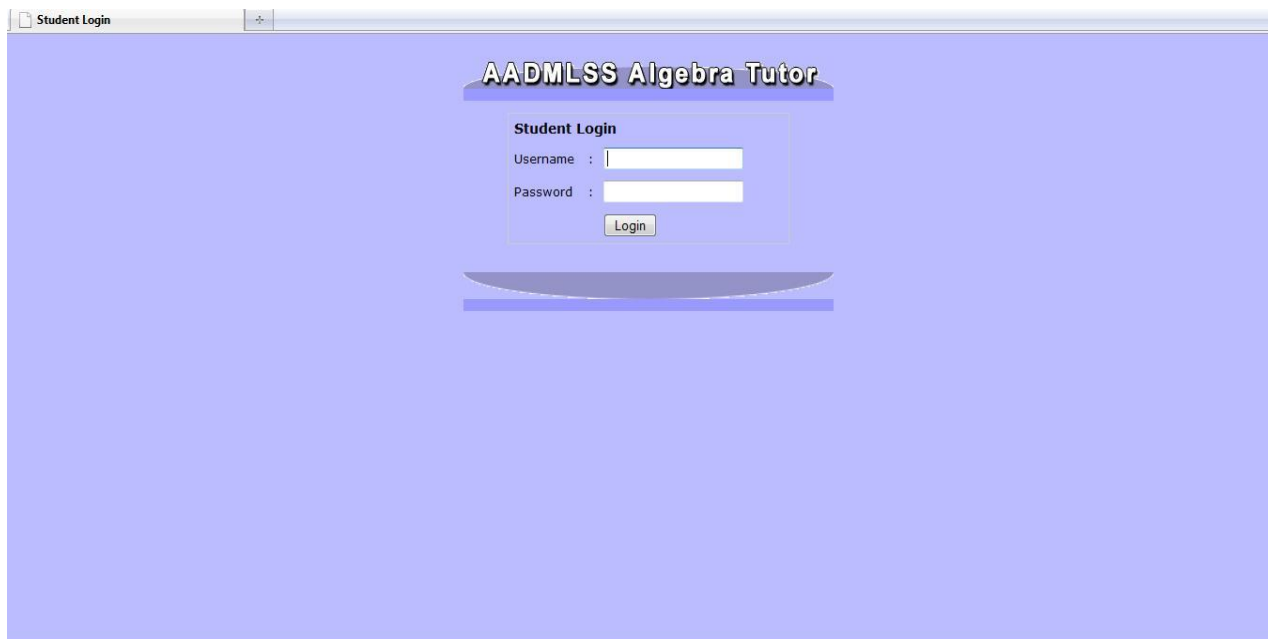 Student Login
AADMLSS Algebra Tutor
Student Login
Username :
Password :
Login